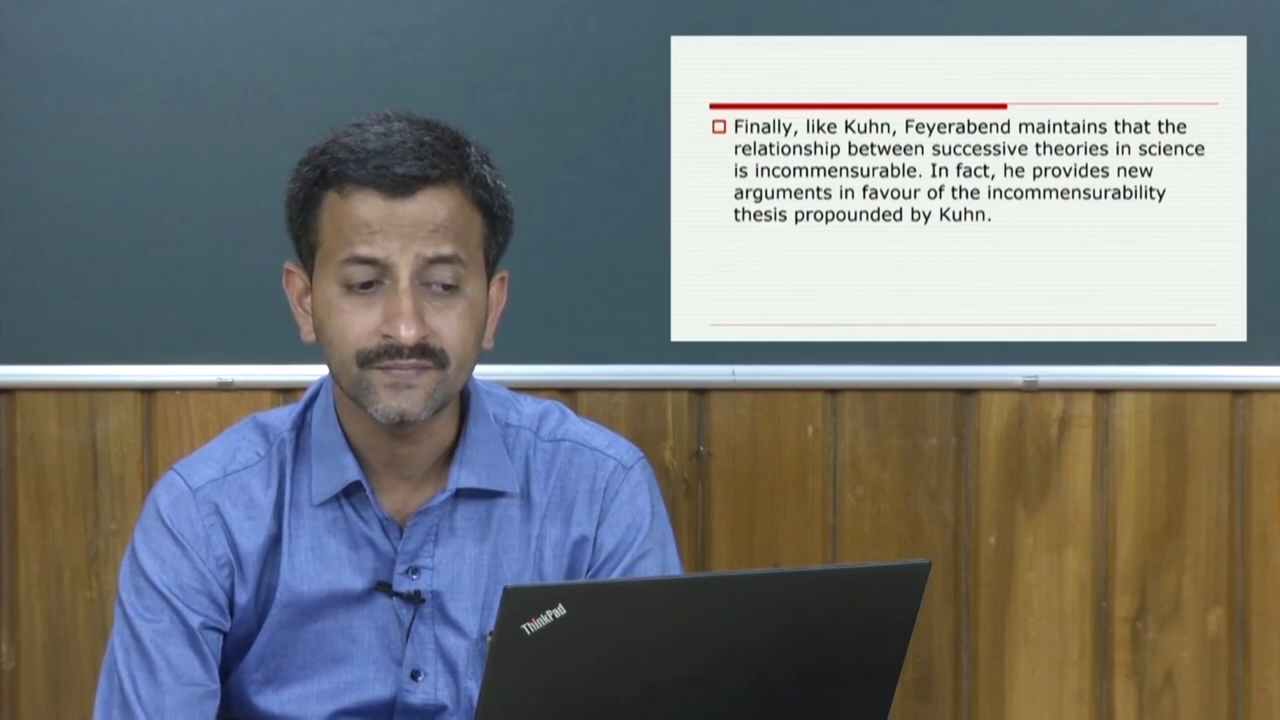 Finally, like Kuhn, Feyerabend maintains that the
relationship between successive theories in science
is incommensurable. In fact, he provides new
arguments in favour of the incommensurability
thesis propounded by Kuhn.
ThinkPad